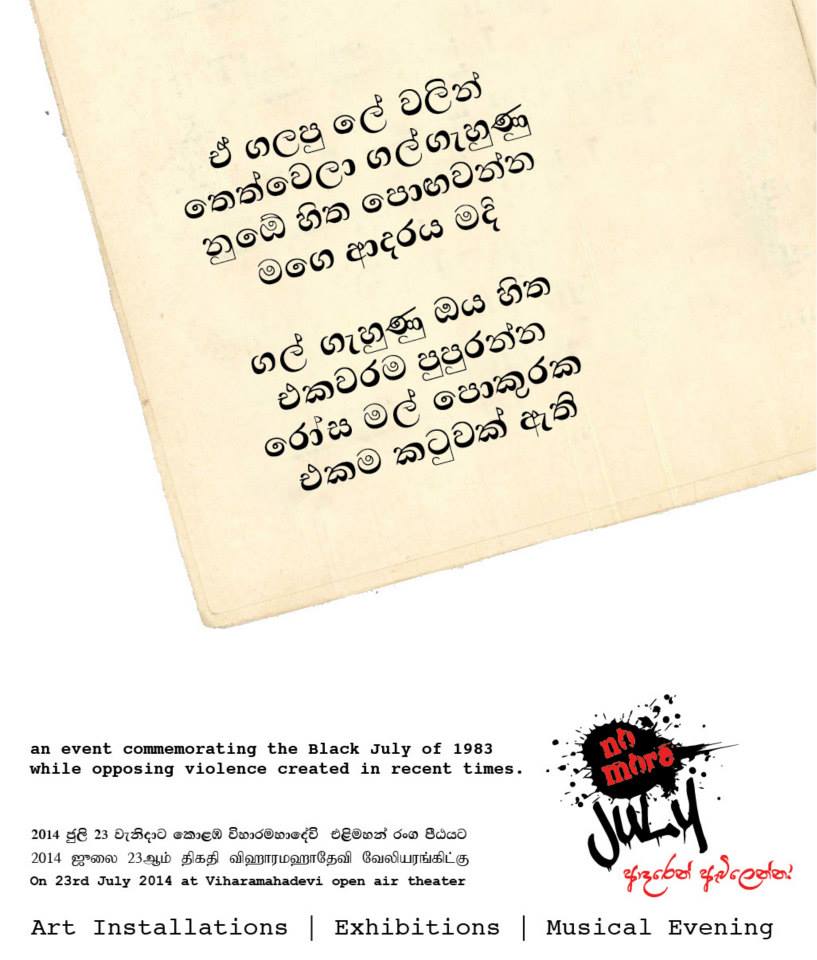 ඒ ගලපු ලේ වලින්
තෙත්වෙලා ගල්ගැහුණු
නුඹේ හිත පොඟවන්න
මගෙ ආදරය මදි
ගල් ගැහුණු ඔය හිත
එකවරම පුපුරන්න
රෝස මල් පොකුරක
එකම කටුවක් ඇති
an event commemorating the Black July of 1983
while opposing violence created in recent times.
no
more
JULY
ආදරෙන් ඇවිලෙන්න!
2014 ජුලි 23 වැනිදාට කොළඹ විහාරමහාදේවි එළිමහන් රංග පීඨයට
2014 ஜுலை 23ஆம் திகதி விஹாரமஹாதேவி வேலியரங்கிட்கு
On 23rd July 2014 at Viharamahadevi open air theater
Art Installations | Exhibitions | Musical Evening